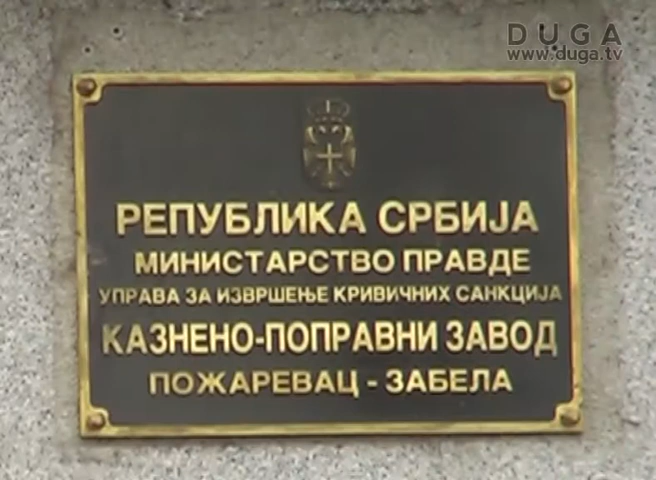 DUGA
www.duga.tv
РЕПУБЛИКА СРБИЈА
МИНИСТАРСТВО ПРАВДЕ
УПРАВА ЗА ИЗВРШЕЊЕ КРИВИЧНИХ САНКЦИЈА
КАЗНЕНО-ПОПРАВНИ ЗАВОД
ПОЖАРЕВАЦ - ЗАБЕЛА